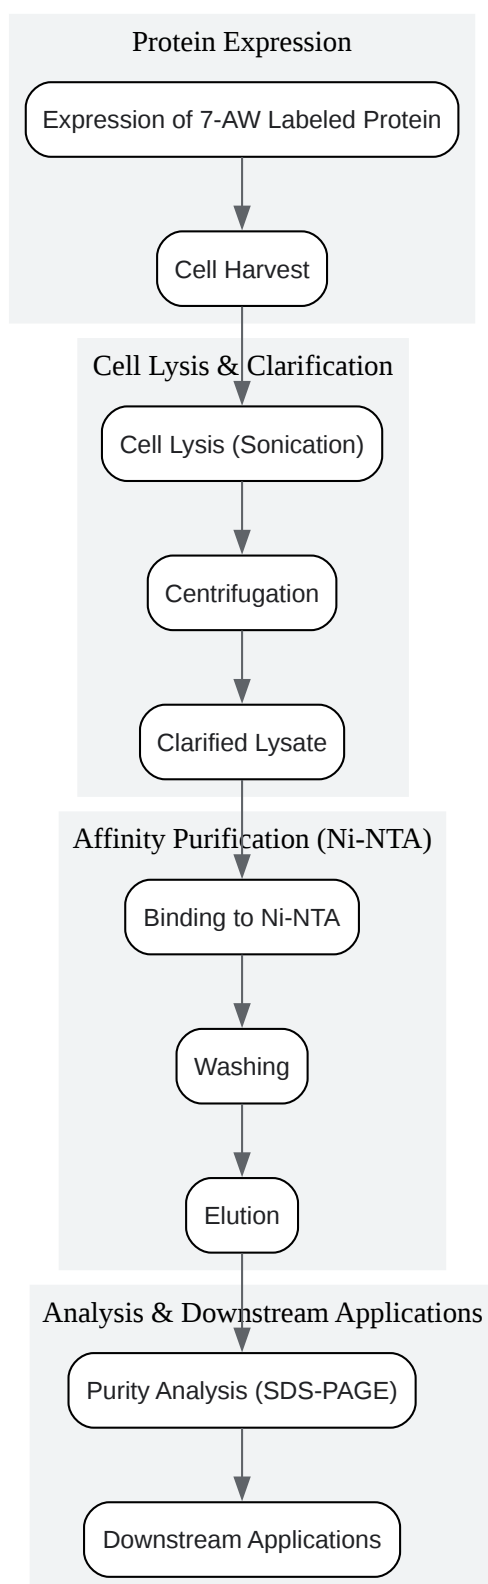 Protein Expression
Expression of 7-AW Labeled Protein
Cell Harvest
Cell Lysis & Clarification
Cell Lysis (Sonication)
Centrifugation
Clarified Lysate
Affinity Purification (Ni-NTA)
Binding to Ni-NTA
Washing
Elution
Analysis & Downstream Applications
Purity Analysis (SDS-PAGE)
Downstream Applications